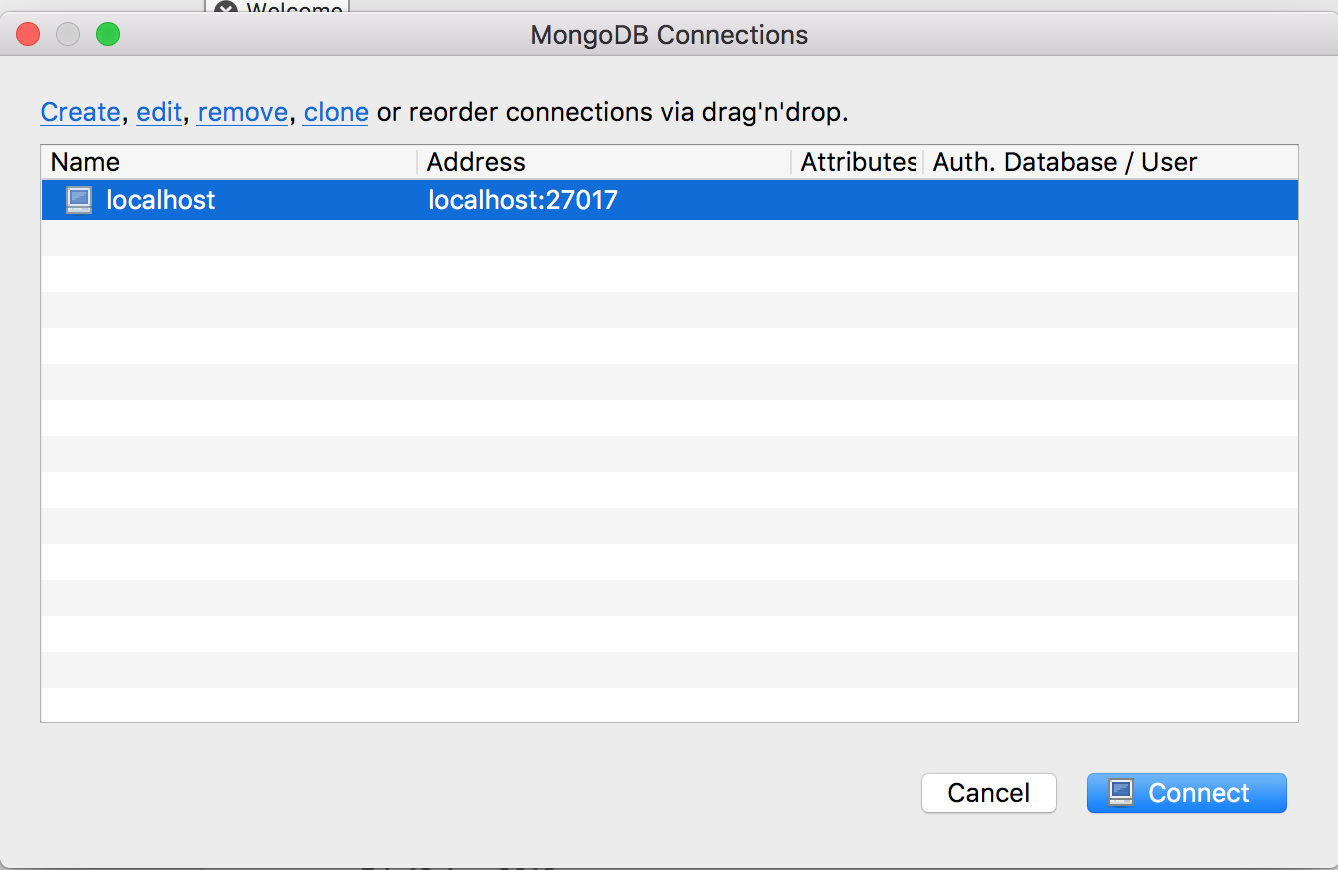 Welcome
MongoDB Connections
Create, edit, remove, clone or reorder connections via drag'n'drop.
Name Address Attributes Auth. Database / User
localhost localhost:27017
Cancel Connect